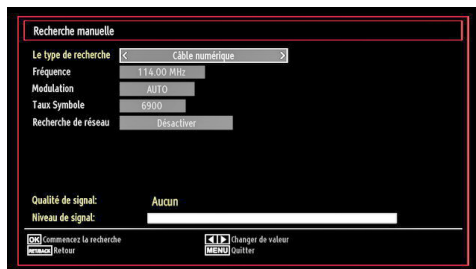 Recherche manuelle
Le type de recherche < Câble numérique >
Fréquence 114.00 MHz
Modulation AUTO
Taux Symbole 6900
Recherche de réseau Désactiver
Qualité de signal: Aucun
Niveau de signal:
OK Commencez la recherche Changer de valeur
RET/BACK Retour MENU Quitter